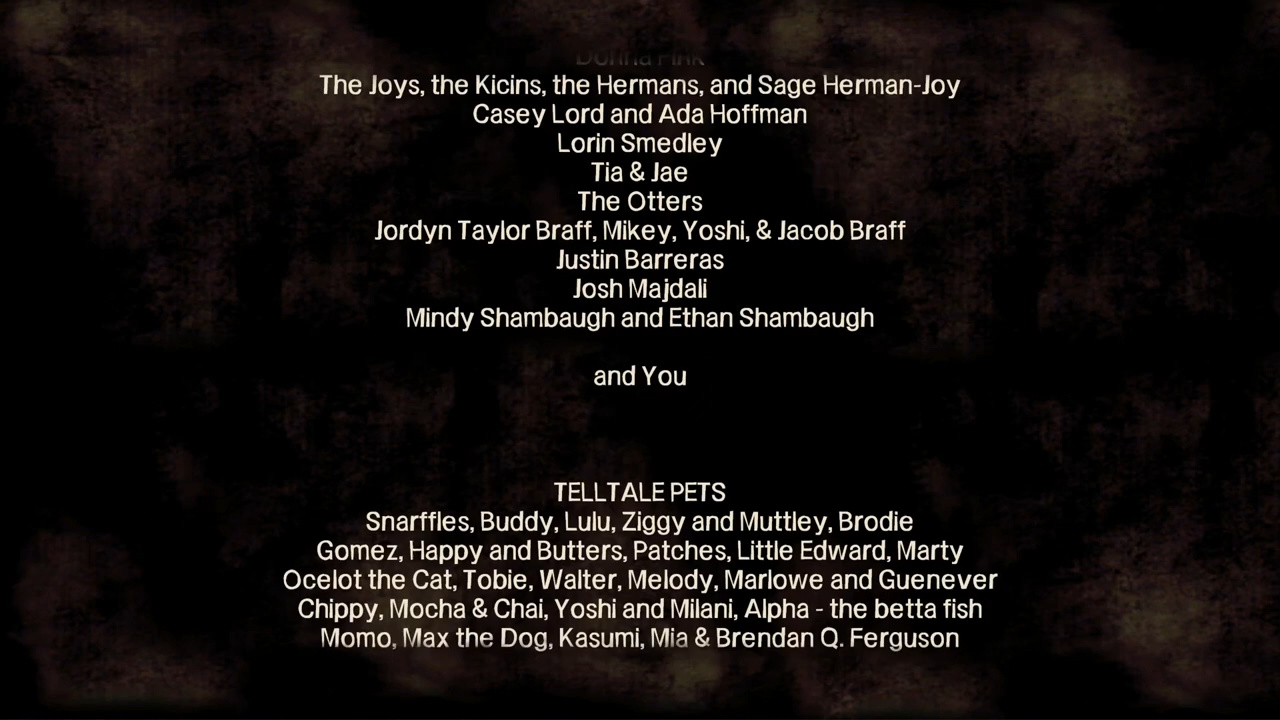 Donna Fink
The Joys, the Kicins, the Hermans, and Sage Herman-Joy
Casey Lord and Ada Hoffman
Lorin Smedley
Tia & Jae
The Otters
Jordyn Taylor Braff, Mikey, Yoshi, & Jacob Braff
Justin Barreras
Josh Majdali
Mindy Shambaugh and Ethan Shambaugh
and You
TELLTALE PETS
Snarffles, Buddy, Lulu, Ziggy and Muttley, Brodie
Gomez, Happy and Butters, Patches, Little Edward, Marty
Ocelot the Cat, Tobie, Walter, Melody, Marlowe and Guenever
Chippy, Mocha & Chai, Yoshi and Milani, Alpha - the betta fish
Momo, Max the Dog, Kasumi, Mia & Brendan Q. Ferguson